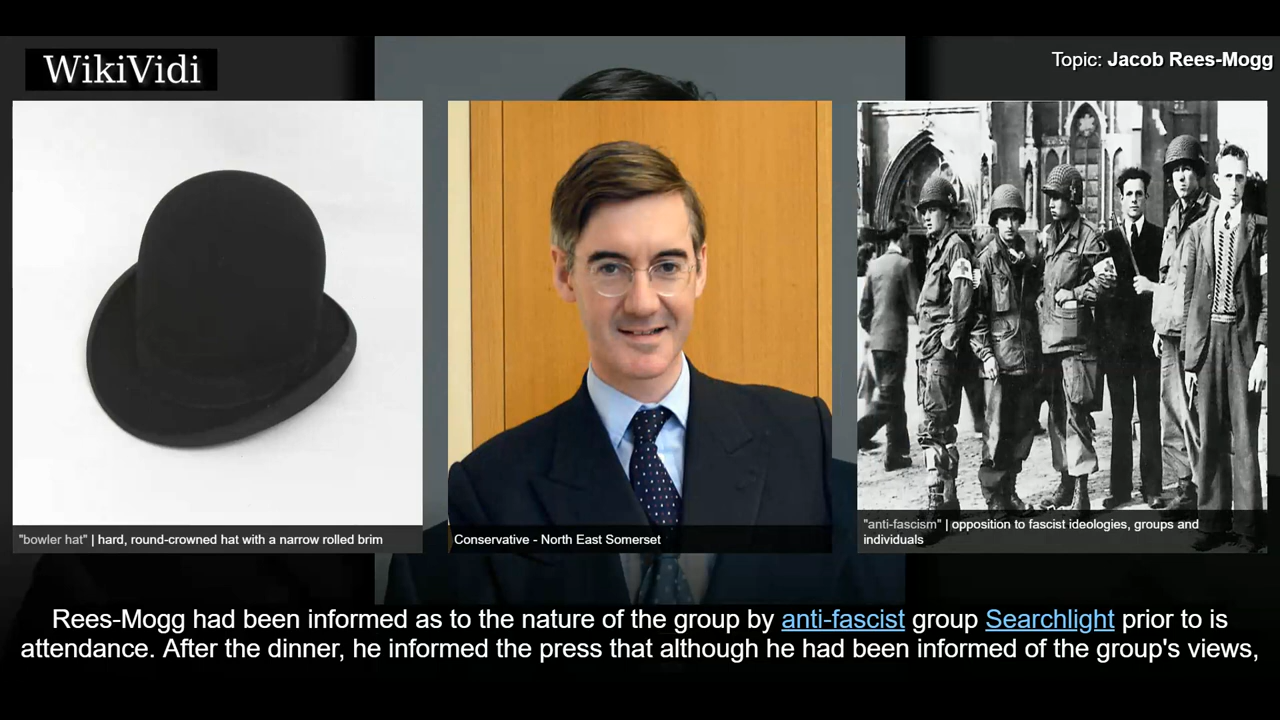 WikiVidi
Topic: Jacob Rees-Mogg
"bowler hat" | hard, round-crowned hat with a narrow rolled brim
Conservative - North East Somerset
"anti-fascism" | opposition to fascist ideologies, groups and
individuals
Rees-Mogg had been informed as to the nature of the group by anti-fascist group Searchlight prior to is
attendance. After the dinner, he informed the press that although he had been informed of the group's views,